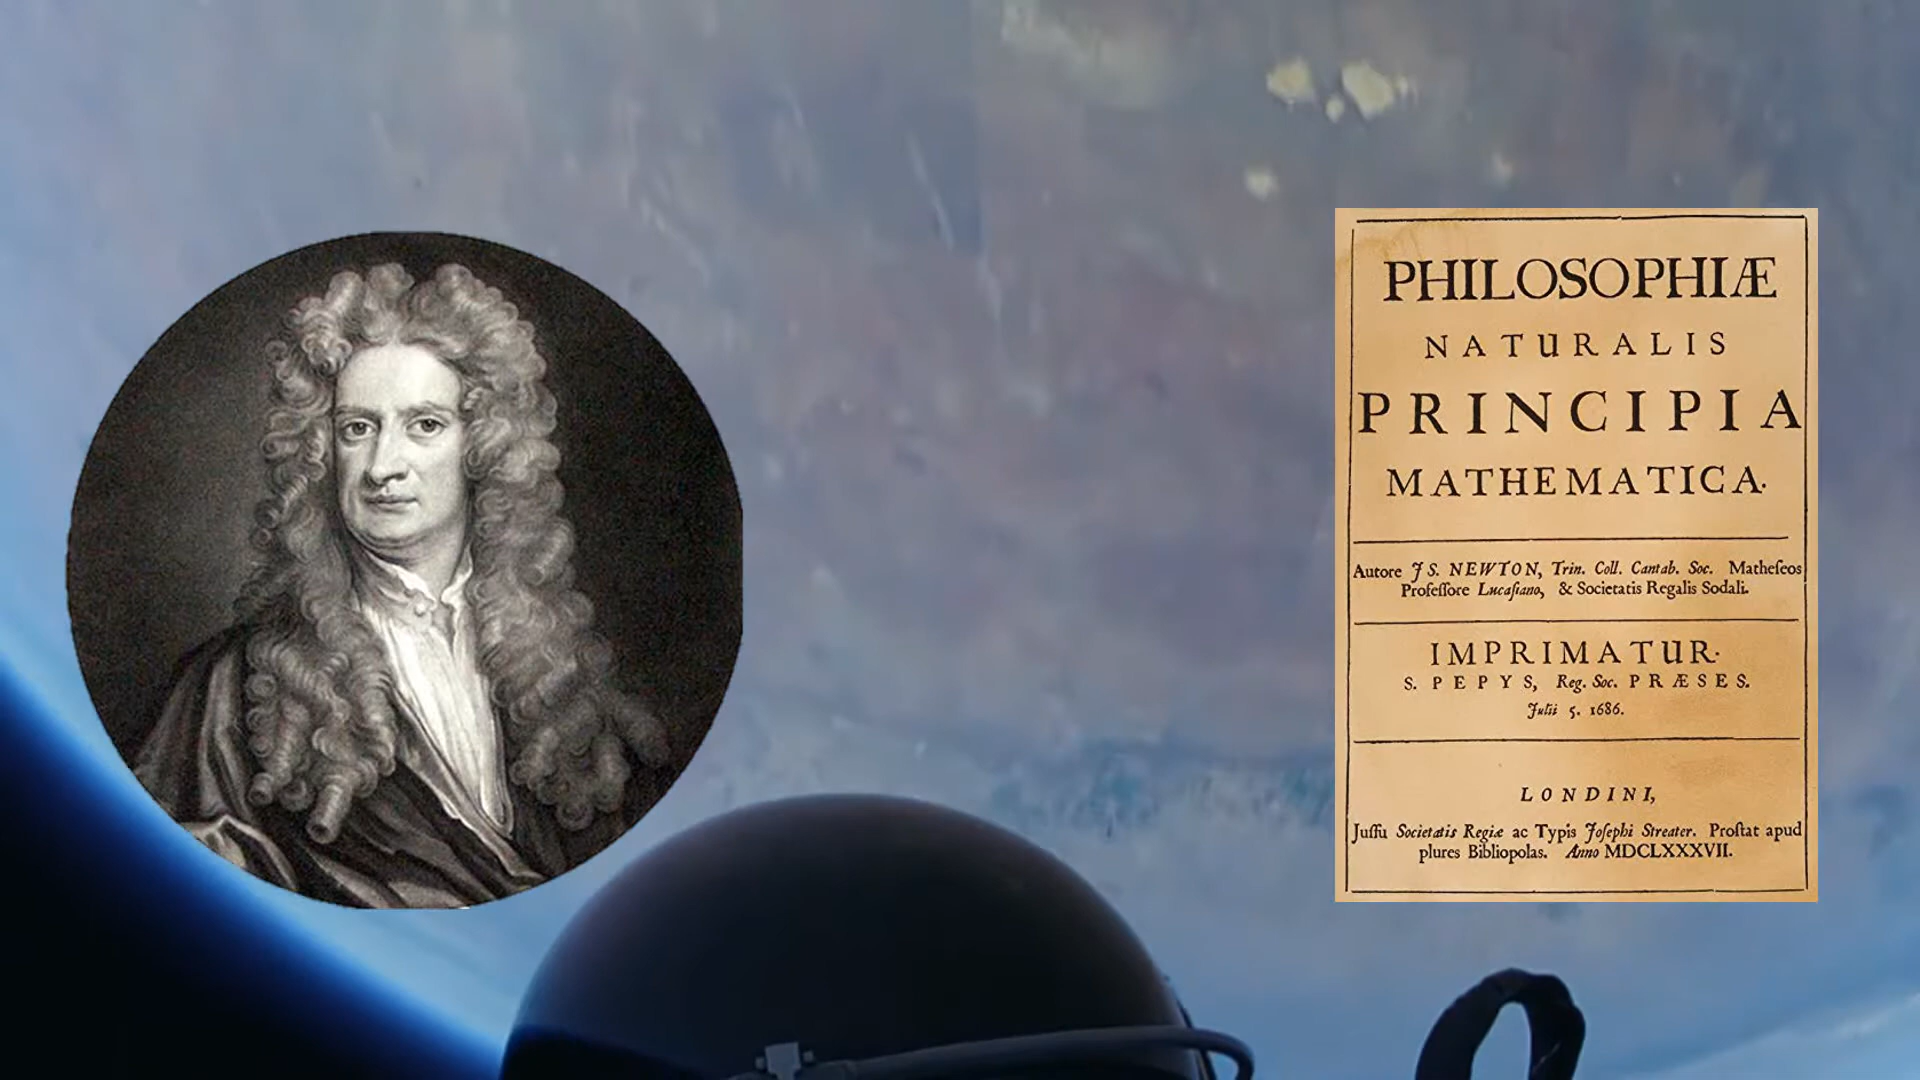 PHILOSOPHIÆ
NATURALIS
PRINCIPIA
MATHEMATICA.
Autore JS. NEWTON, Trin. Coll. Cantab. Soc. Matheſeos
Profeſſore Lucaſiano, & Societatis Regalis Sodali.
IMPRIMATUR.
S. PEPYS, Reg. Soc. PRÆSES.
Julii 5. 1686.
LONDINI,
Juſſu Societatis Regiæ ac Typis Joſephi Streater. Proſtat apud
plures Bibliopolas. Anno MDCLXXXVII.